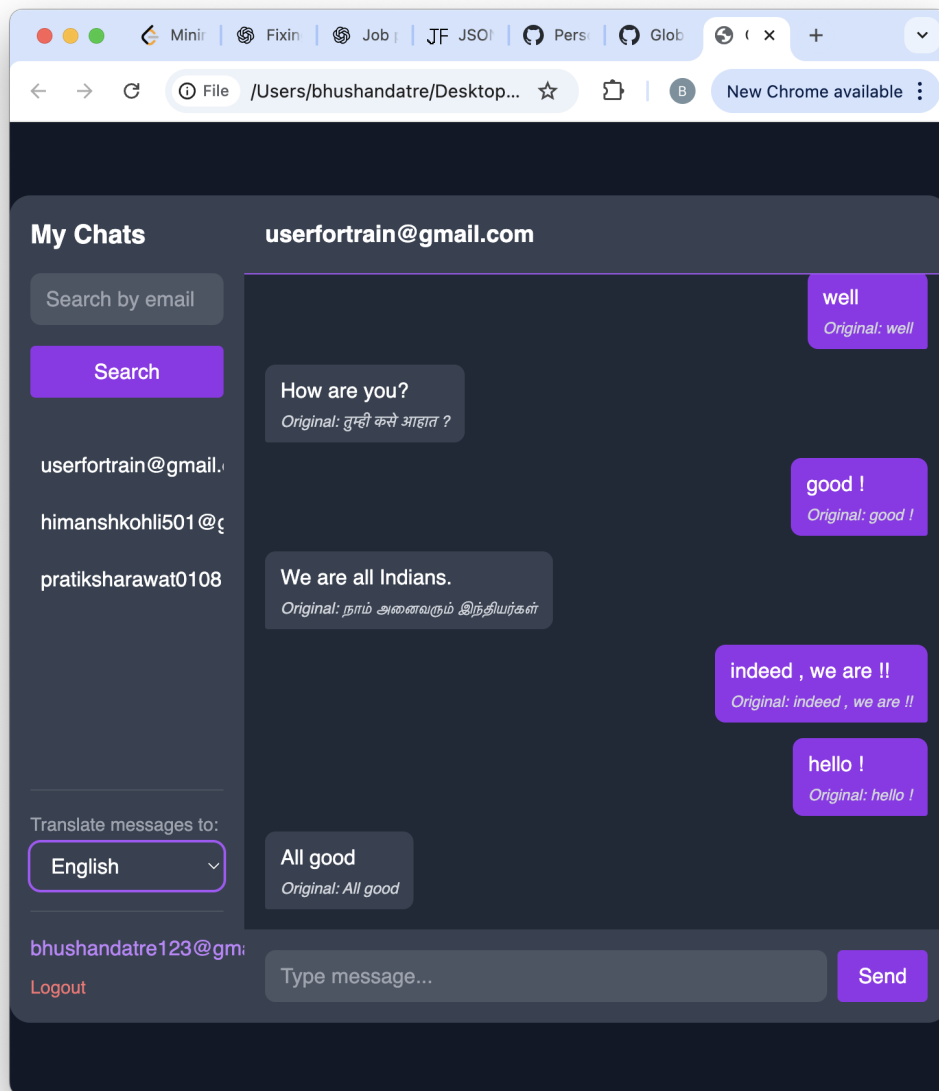 Minin
Fixin
Job
JF JSON
Pers
Glob
File /Users/bhushandatre/Desktop...
B
New Chrome available
My Chats
Search by email
Search
userfortrain@gmail.
himanshkohli501@g
pratiksharawat0108
Translate messages to:
English
bhushandatre123@gma
Logout
userfortrain@gmail.com
well
Original: well
How are you?
Original: तुम्ही कसे आहात ?
good !
Original: good !
We are all Indians.
Original: நாம் அனைவரும் இந்தியர்கள்
indeed , we are !!
Original: indeed , we are !!
hello !
Original: hello !
All good
Original: All good
Type message...
Send